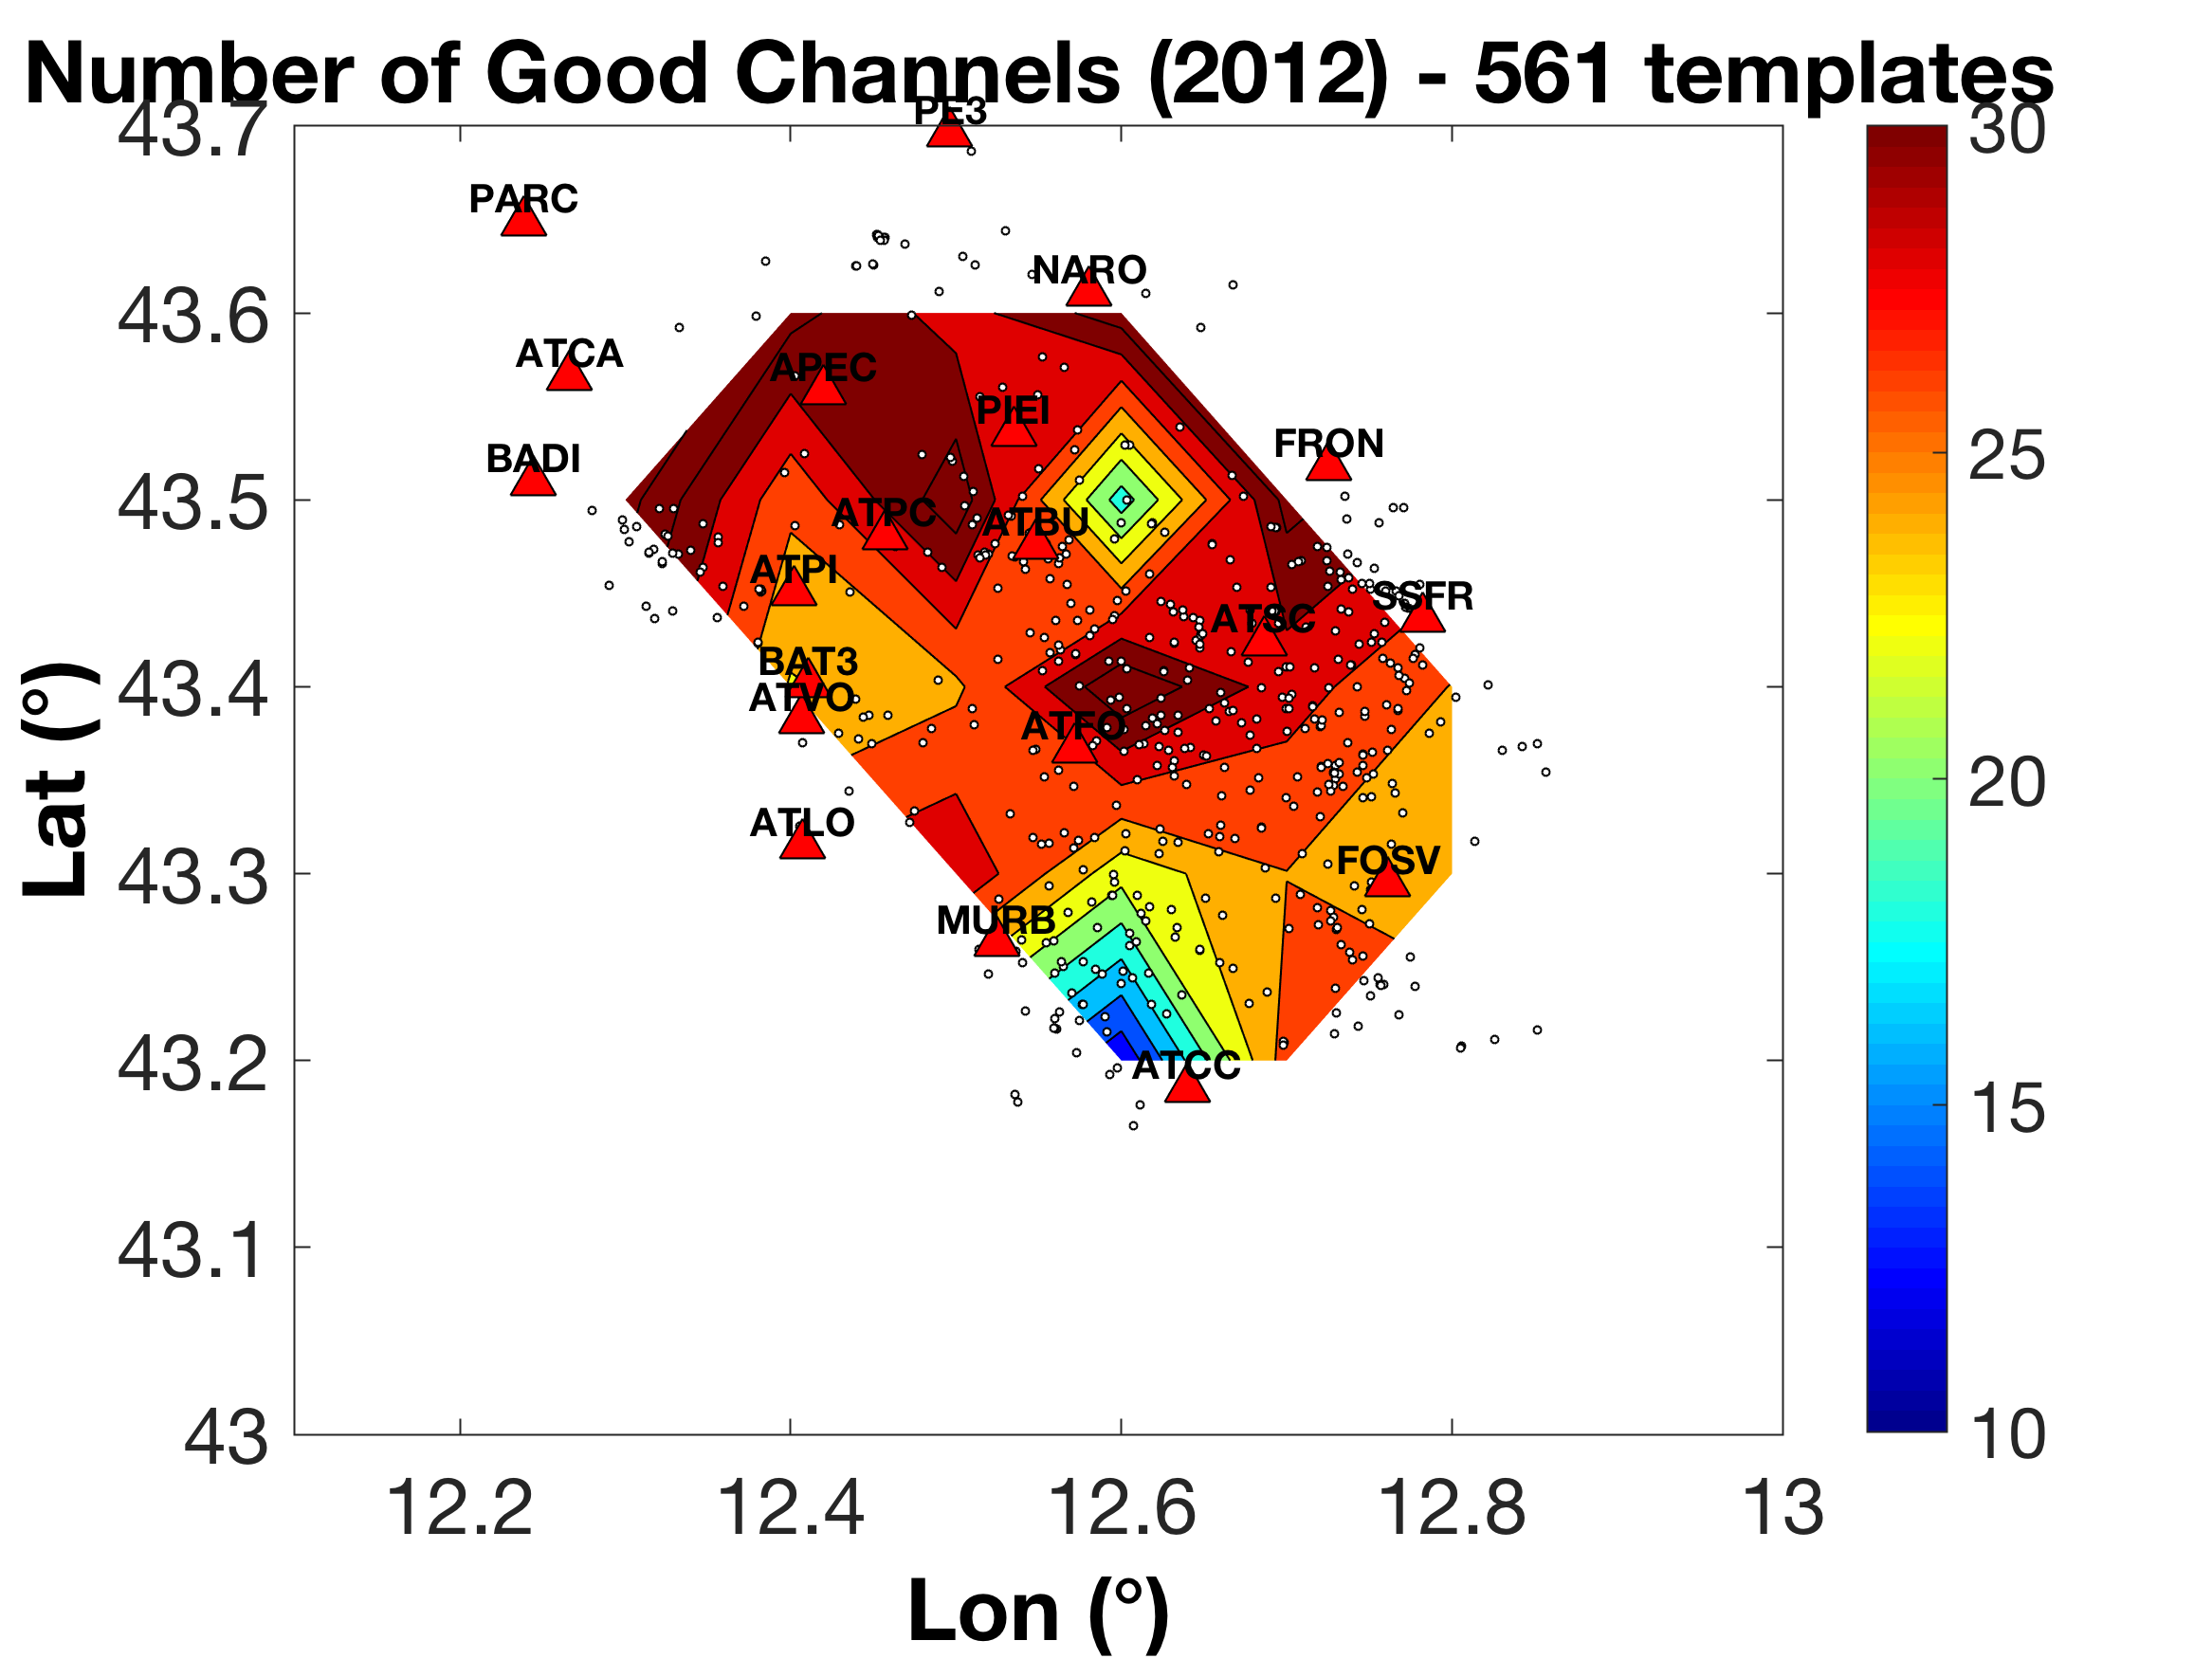 Number of Good Channels (2012) - 561 templates
PE3
43.7
30
PARC
NARO
43.6
ATCA
APEC
PIEI
FRON
25
BADI
43.5
ATPC
ATBU
ATPI
SSFR
ATSC
BAT3
43.4
ATVO
ATFO
20
Lat (°)
ATLO
43.3
FOSV
MURB
43.2
ATCC
15
43.1
43
10
12.2
12.4
12.6
12.8
13
Lon (°)